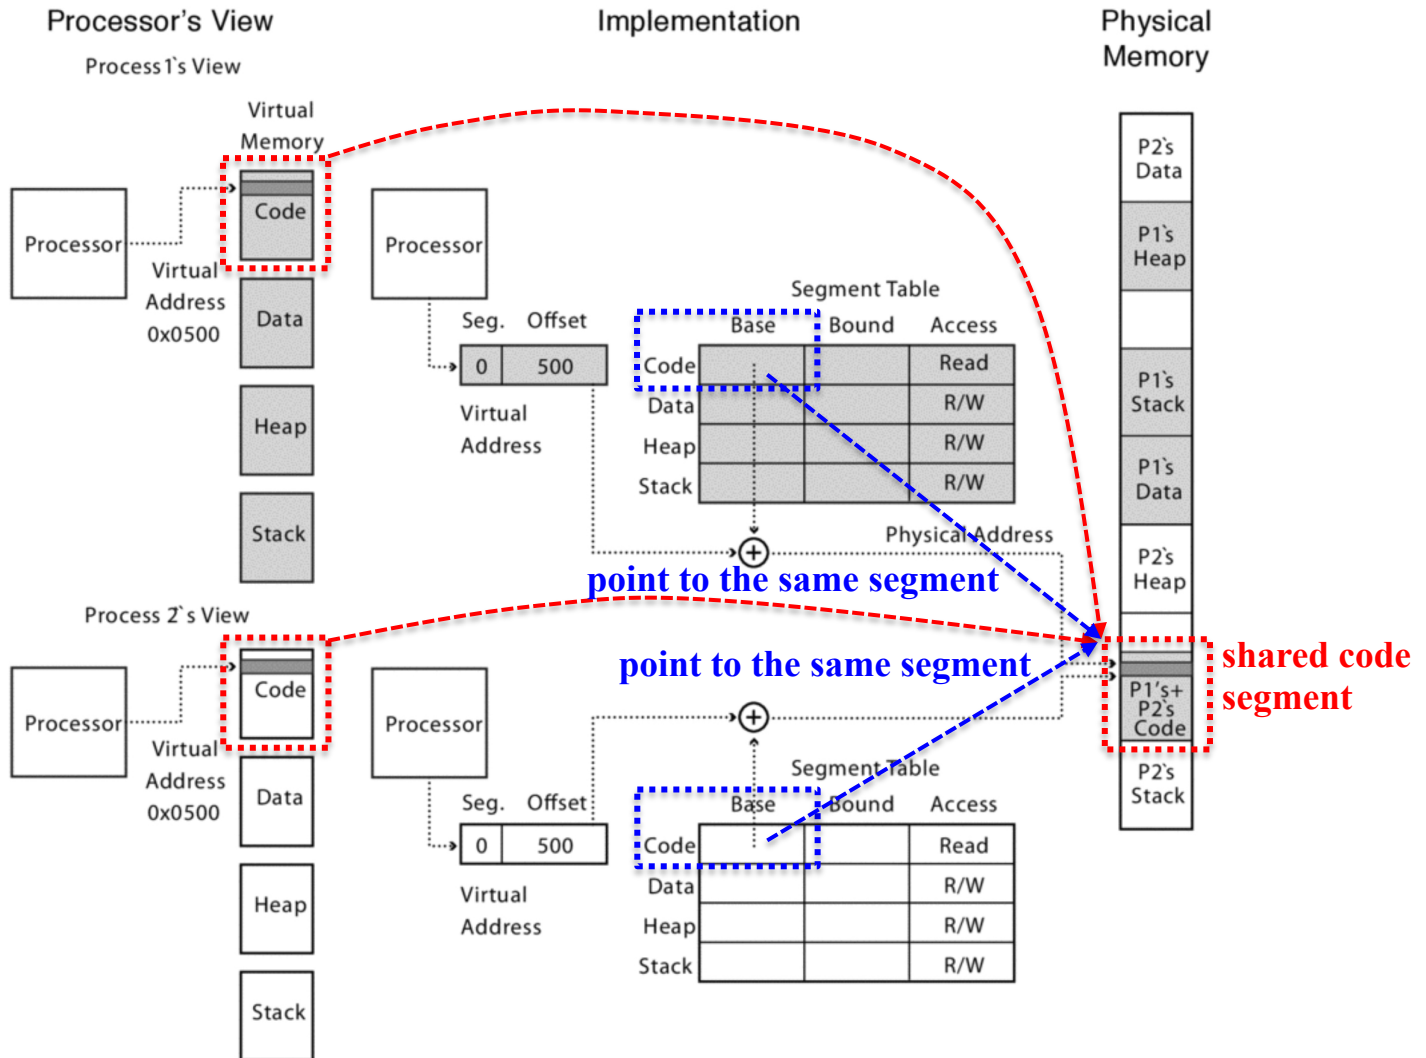 Processor's View
Implementation
Physical
Memory
Process1`s View
Virtual
Memory
Processor
Code
Virtual
Address
0x0500
Data
Heap
Stack
Processor
Seg. Offset
0 500
Virtual
Address
Segment Table
Base Bound Access
Code Read
Data R/W
Heap R/W
Stack R/W
Physical Address
point to the same segment
P2`s
Data
P1`s
Heap
P1`s
Stack
P1`s
Data
P2`s
Heap
P1's+
P2`s
Code
P2`s
Stack
shared code
segment
Process 2`s View
Processor
Code
Virtual
Address
0x0500
Data
Heap
Stack
Processor
Seg. Offset
0 500
Virtual
Address
point to the same segment
Segment Table
Base Bound Access
Code Read
Data R/W
Heap R/W
Stack R/W